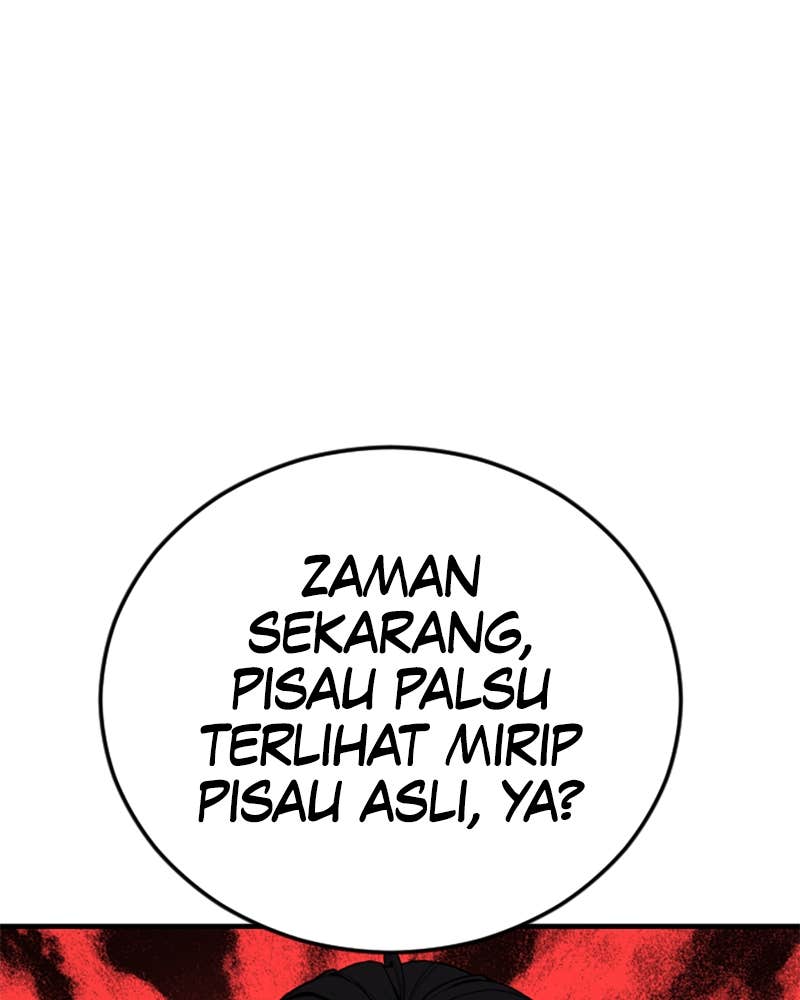 ZAMAN
SEKARANG,
PISAU PALSU
TERLIHAT MIRIP
PISAU ASLI, YA?